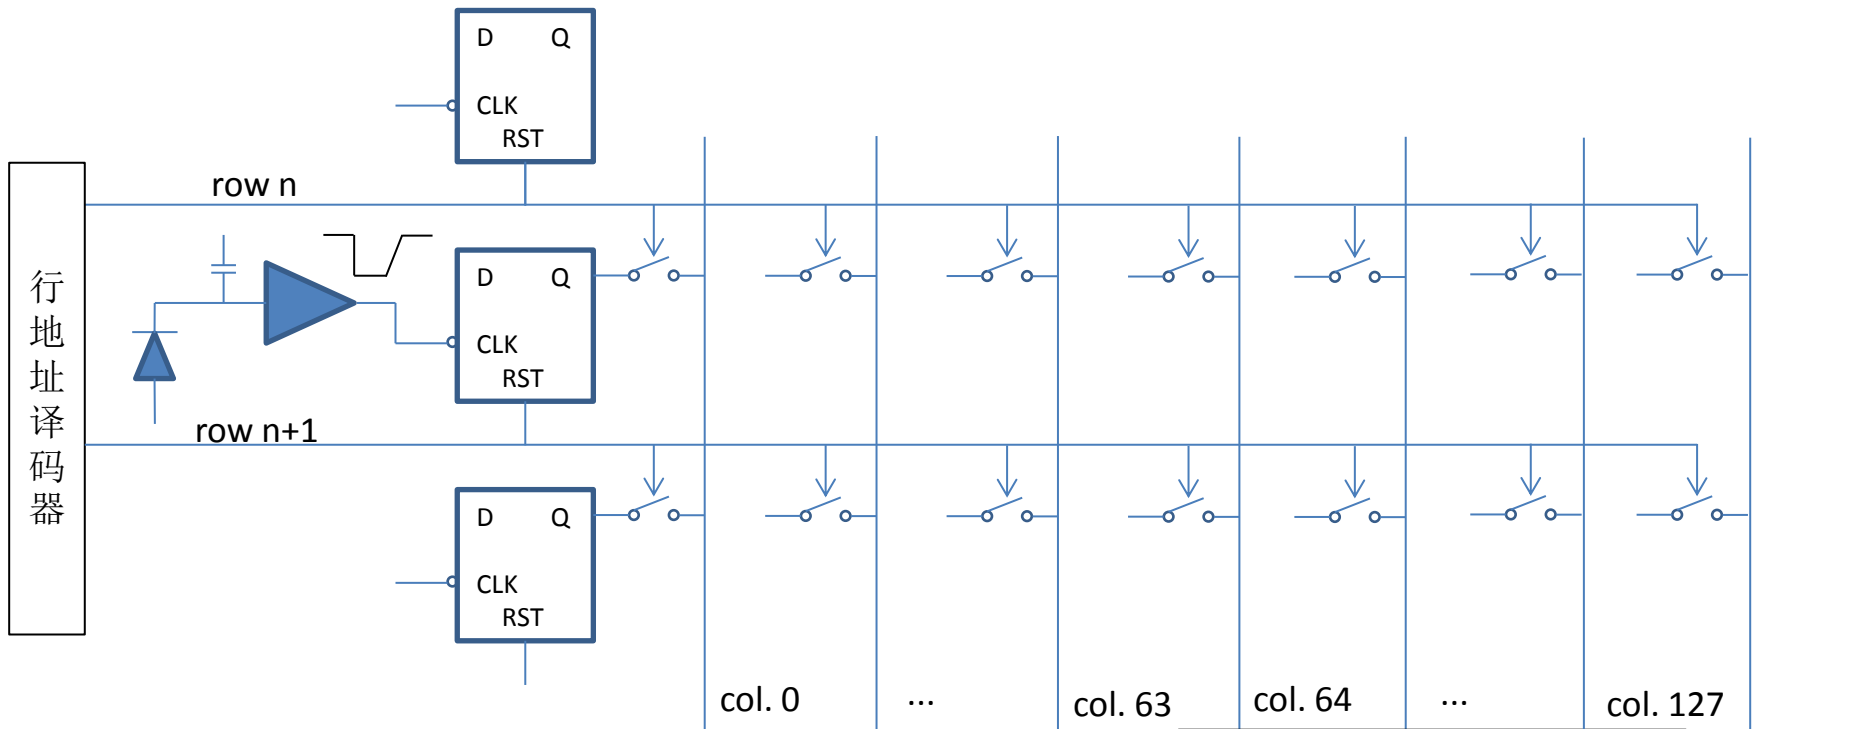 D Q
CLK
RST
row n
行地址译码器
D Q
CLK
RST
row n+1
D Q
CLK
RST
col. 0 ... col. 63 col. 64 ... col. 127